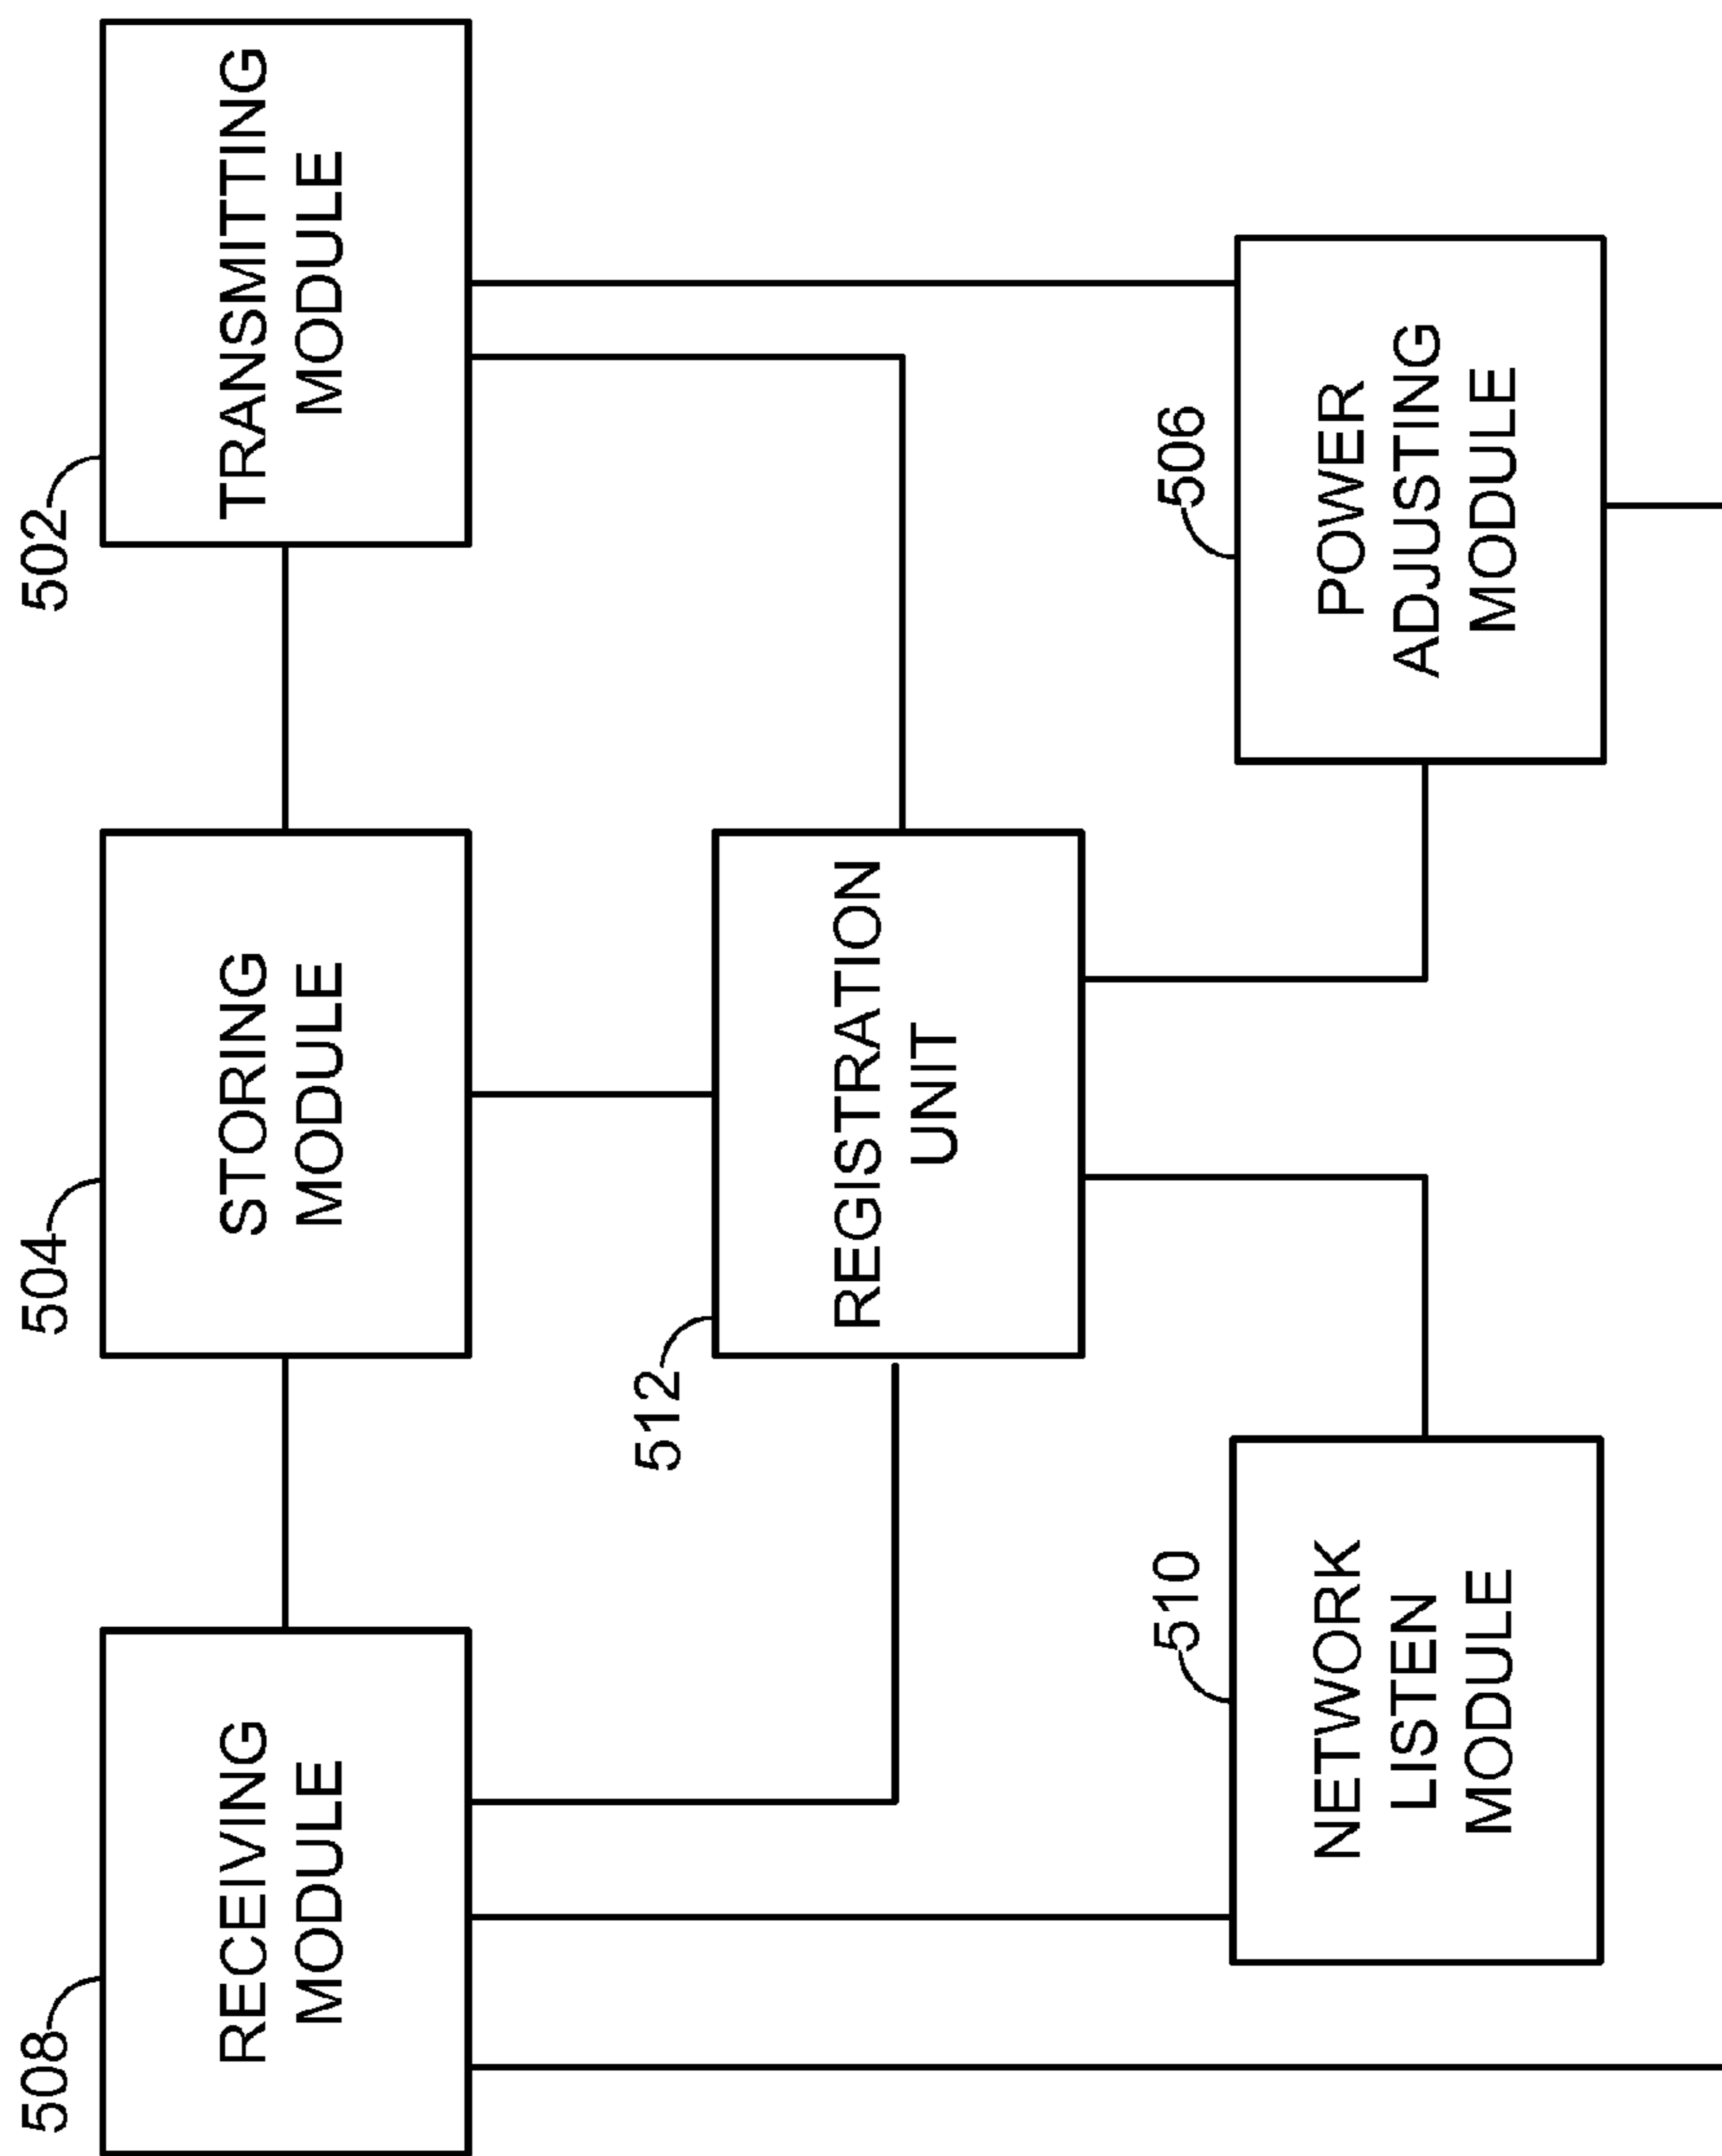 508
RECEIVING
MODULE
504
STORING
MODULE
502
TRANSMITTING
MODULE
512
REGISTRATION
UNIT
510
NETWORK
LISTEN
MODULE
506
POWER
ADJUSTING
MODULE